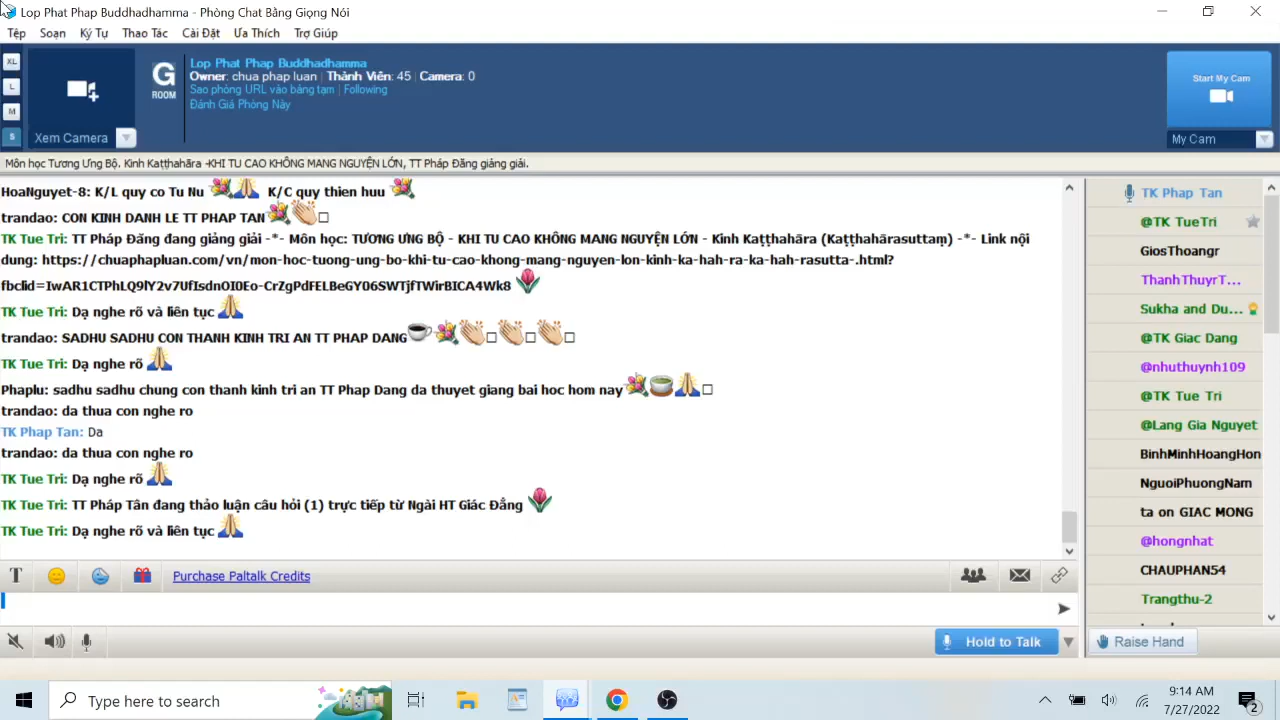 Lop Phat Phap Buddhadhamma - Phòng Chat Bằng Giọng Nói
Tệp Soạn Ký Tự Thao Tác Cài Đặt Ưa Thích Trợ Giúp
XL
L
M
S
Xem Camera
G
ROOM
Lop Phat Phap Buddhadhamma
Owner: chua phap luan | Thành Viên: 45 | Camera: 0
Sao phòng URL vào bảng tạm | Following
Đánh Giá Phòng Này
Start My Cam
My Cam
Môn học Tương Ưng Bộ. Kinh Kaṭṭhahāra -KHI TU CAO KHÔNG MANG NGUYỆN LỚN, TT Pháp Đăng giảng giải.
HoaNguyet-8: K/L quy co Tu Nu K/C quy thien huu
trandao: CON KINH DANH LE TT PHAP TAN
TK Tue Tri: TT Pháp Đăng đang giảng giải -*- Môn học: TƯƠNG ƯNG BỘ - KHI TU CAO KHÔNG MANG NGUYỆN LỚN - Kinh Kaṭṭhahāra (Kaṭṭhahārasuttaṃ) -*- Link nội
dung: https://chuaphapluan.com/vn/mon-hoc-tuong-ung-bo-khi-tu-cao-khong-mang-nguyen-lon-kinh-ka-hah-ra-ka-hah-rasutta-.html?
fbclid=IwAR1CTPhLQ9lY2v7UfIsdnOI0Eo-CrZgPdFELBeGY06SWTjfTWirBICA4Wk8
TK Tue Tri: Dạ nghe rõ và liên tục
trandao: SADHU SADHU CON THANH KINH TRI AN TT PHAP DANG
TK Tue Tri: Dạ nghe rõ
Phaplu: sadhu sadhu chung con thanh kinh tri an TT Phap Dang da thuyet giang bai hoc hom nay
trandao: da thua con nghe ro
TK Phap Tan: Da
trandao: da thua con nghe ro
TK Tue Tri: Dạ nghe rõ
TK Tue Tri: TT Pháp Tân đang thảo luận câu hỏi (1) trực tiếp từ Ngài HT Giác Đẳng
TK Tue Tri: Dạ nghe rõ và liên tục
TK Phap Tan
@TK TueTri
GiosThoangr
ThanhThuyrT...
Sukha and Du...
@TK Giac Dang
@nhuthuynh109
@TK Tue Tri
@Lang Gia Nguyet
BinhMinhHoangHon
NguoiPhuongNam
ta on GIAC MONG
@hongnhat
CHAUPHAN54
Trangthu-2
T Purchase Paltalk Credits
Hold to Talk
Raise Hand
Type here to search
9:14 AM
7/27/2022
2